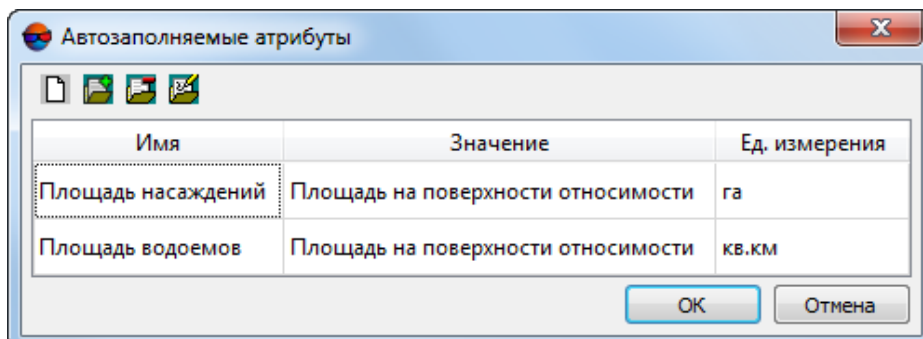 Автозаполняемые атрибуты
Имя Значение Ед. измерения
Площадь насаждений Площадь на поверхности относимости га
Площадь водоемов Площадь на поверхности относимости кв.км
ОК Отмена